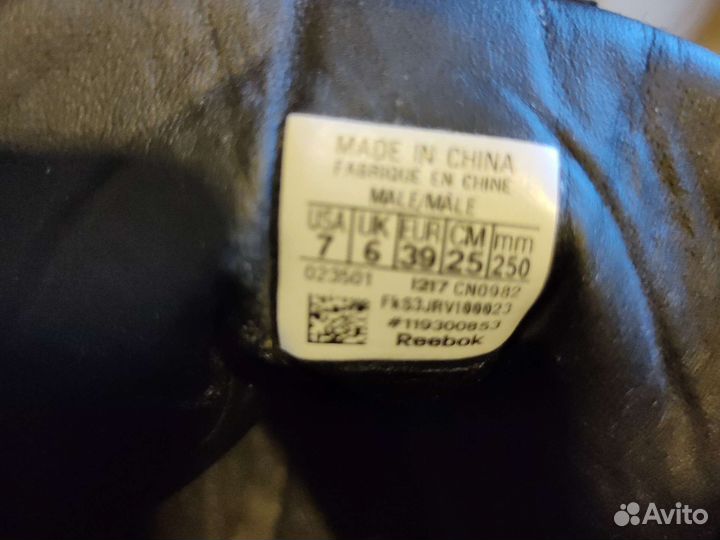 MADE IN CHINA
FABRIQUE EN CHINE
MALE/MÂLE
USA UK EUR CM mm
7 6 39 25 250
023501 1217 CN0982
FkS3JRV100023
#119300853
Reebok
Avito